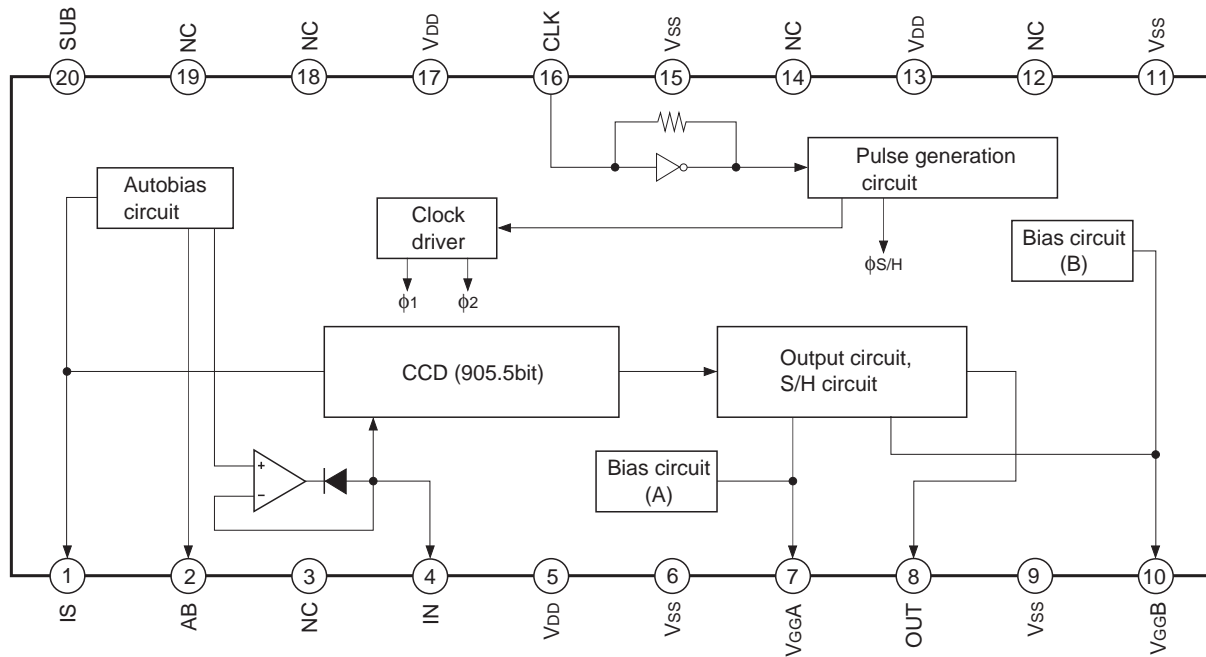 SUB
NC
NC
VDD
CLK
VSS
NC
VDD
NC
VSS
20
19
18
17
16
15
14
13
12
11
Autobias
circuit
Pulse generation
circuit
Clock
driver
Bias circuit
(B)
ϕS/H
ϕ1
ϕ2
CCD (905.5bit)
Output circuit,
S/H circuit
+
−
Bias circuit
(A)
1
2
3
4
5
6
7
8
9
10
IS
AB
NC
IN
VDD
VSS
VGGA
OUT
VSS
VGGB